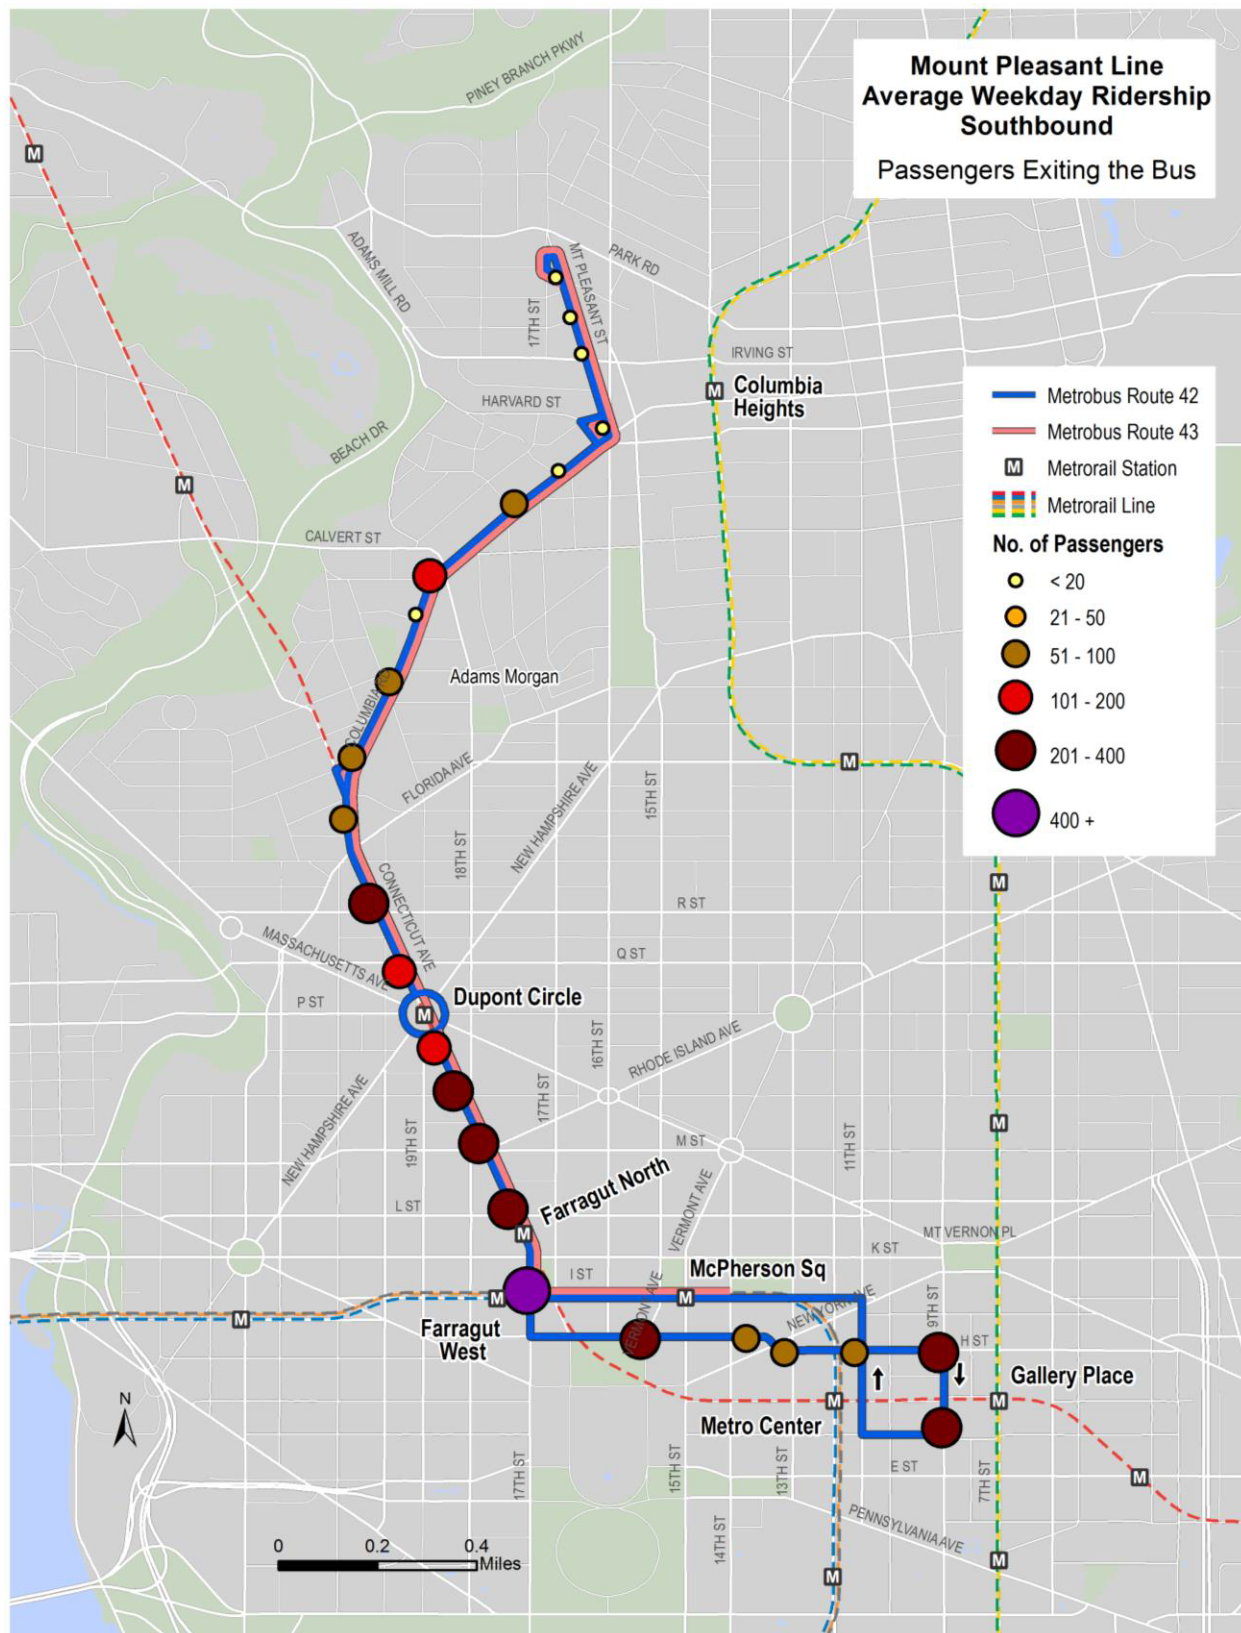 Mount Pleasant Line
Average Weekday Ridership
Southbound
Passengers Exiting the Bus
PINEY BRANCH PKWY
ADAMS MILL RD
MT PLEASANT ST
PARK RD
17TH ST
IRVING ST
Columbia
Heights
HARVARD ST
BEACH DR
CALVERT ST
Metrobus Route 42
Metrobus Route 43
M Metrorail Station
Metrorail Line
No. of Passengers
< 20
21 - 50
51 - 100
101 - 200
201 - 400
400 +
Adams Morgan
COLUMBIA RD
FLORIDA AVE
NEW HAMPSHIRE AVE
15TH ST
18TH ST
CONNECTICUT AVE
R ST
MASSACHUSETTS AVE
Q ST
P ST
Dupont Circle
M
16TH ST
RHODE ISLAND AVE
NEW HAMPSHIRE AVE
17TH ST
19TH ST
M ST
11TH ST
L ST
Farragut North
M
VERMONT AVE
MT VERNON PL
K ST
I ST
McPherson Sq
M
Farragut
West
M
VERMONT AVE
NEW YORK AVE
9TH ST
H ST
Gallery Place
M
Metro Center
M
N
17TH ST
15TH ST
13TH ST
E ST
7TH ST
14TH ST
PENNSYLVANIA AVE
0 0.2 0.4
Miles
M
M
M
M
M
M
M
M
M
M